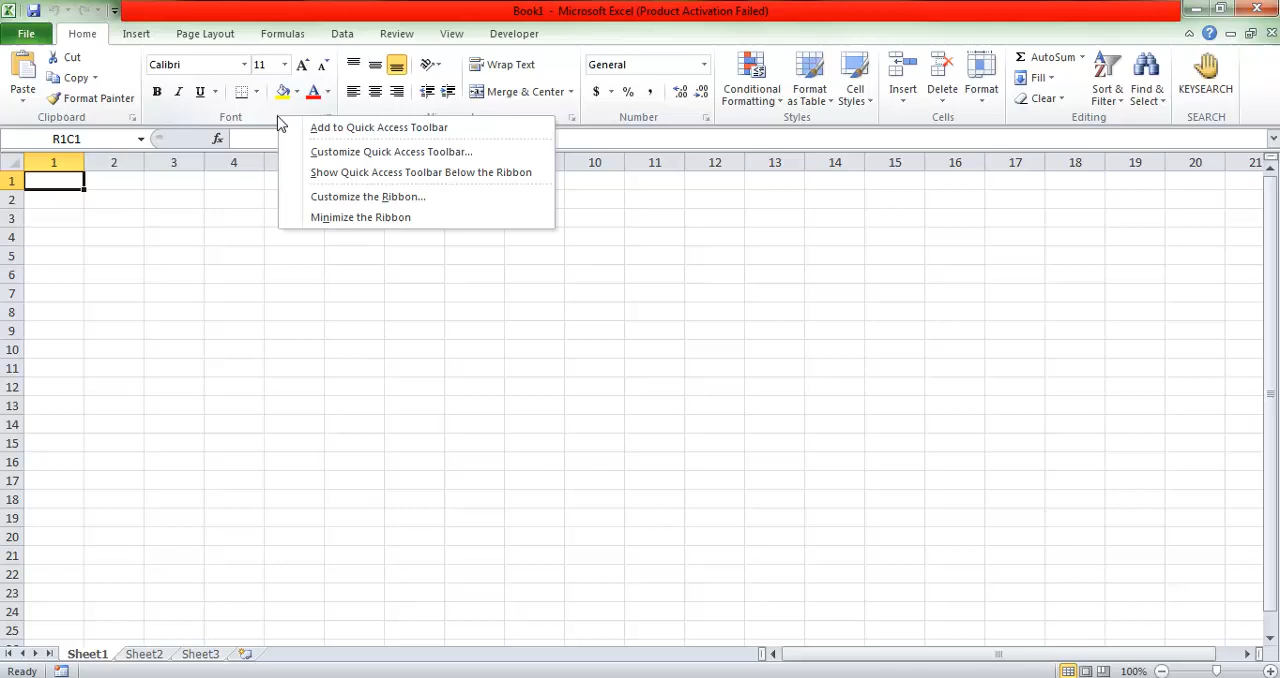 Book1 - Microsoft Excel (Product Activation Failed)
File Home Insert Page Layout Formulas Data Review View Developer
Paste
Cut
Copy
Format Painter
Clipboard
Calibri 11
B I U A
Font
Wrap Text
Merge & Center
General
$ % ,
Number
Conditional Formatting
Format as Table
Cell Styles
Styles
Insert Delete Format
Cells
AutoSum
Fill
Clear
Sort & Filter
Find & Select
Editing
KEYSEARCH
SEARCH
R1C1 fx
Add to Quick Access Toolbar
Customize Quick Access Toolbar...
Show Quick Access Toolbar Below the Ribbon
Customize the Ribbon...
Minimize the Ribbon
1 2 3 4 10 11 12 13 14 15 16 17 18 19 20 21
1
2
3
4
5
6
7
8
9
10
11
12
13
14
15
16
17
18
19
20
21
22
23
24
25
Sheet1 Sheet2 Sheet3
Ready 100%